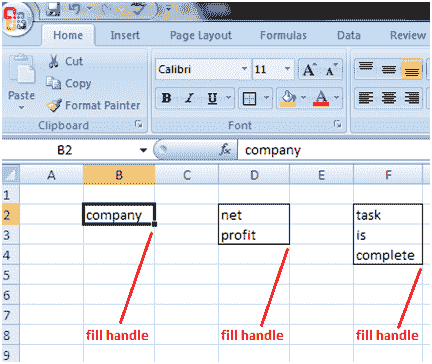 Home Insert Page Layout Formulas Data Review
Paste
Cut
Copy
Format Painter
Clipboard
Calibri 11 A A
B I U A
Font
B2 fx company
A B C D E F
1
2 company net task
3 profit is
4 complete
5
6
7
8 fill handle fill handle fill handle
9